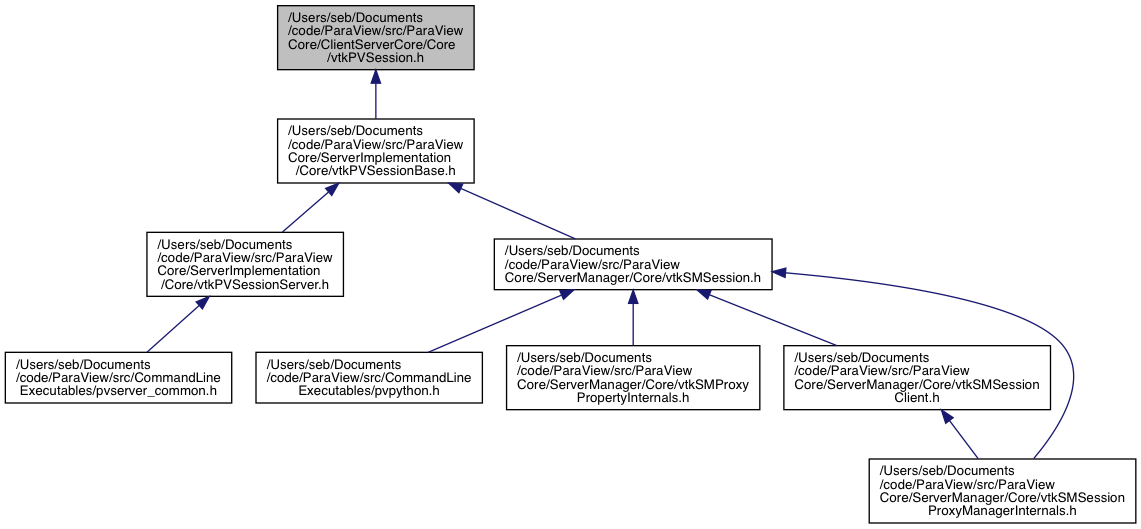 /Users/seb/Documents
/code/ParaView/src/ParaView
Core/ClientServerCore/Core
/vtkPVSession.h
/Users/seb/Documents
/code/ParaView/src/ParaView
Core/ServerImplementation
/Core/vtkPVSessionBase.h
/Users/seb/Documents
/code/ParaView/src/ParaView
Core/ServerImplementation
/Core/vtkPVSessionServer.h
/Users/seb/Documents
/code/ParaView/src/ParaView
Core/ServerManager/Core/vtkSMSession.h
/Users/seb/Documents
/code/ParaView/src/CommandLine
Executables/pvserver_common.h
/Users/seb/Documents
/code/ParaView/src/CommandLine
Executables/pvpython.h
/Users/seb/Documents
/code/ParaView/src/ParaView
Core/ServerManager/Core/vtkSMProxy
PropertyInternals.h
/Users/seb/Documents
/code/ParaView/src/ParaView
Core/ServerManager/Core/vtkSMSession
Client.h
/Users/seb/Documents
/code/ParaView/src/ParaView
Core/ServerManager/Core/vtkSMSession
ProxyManagerInternals.h